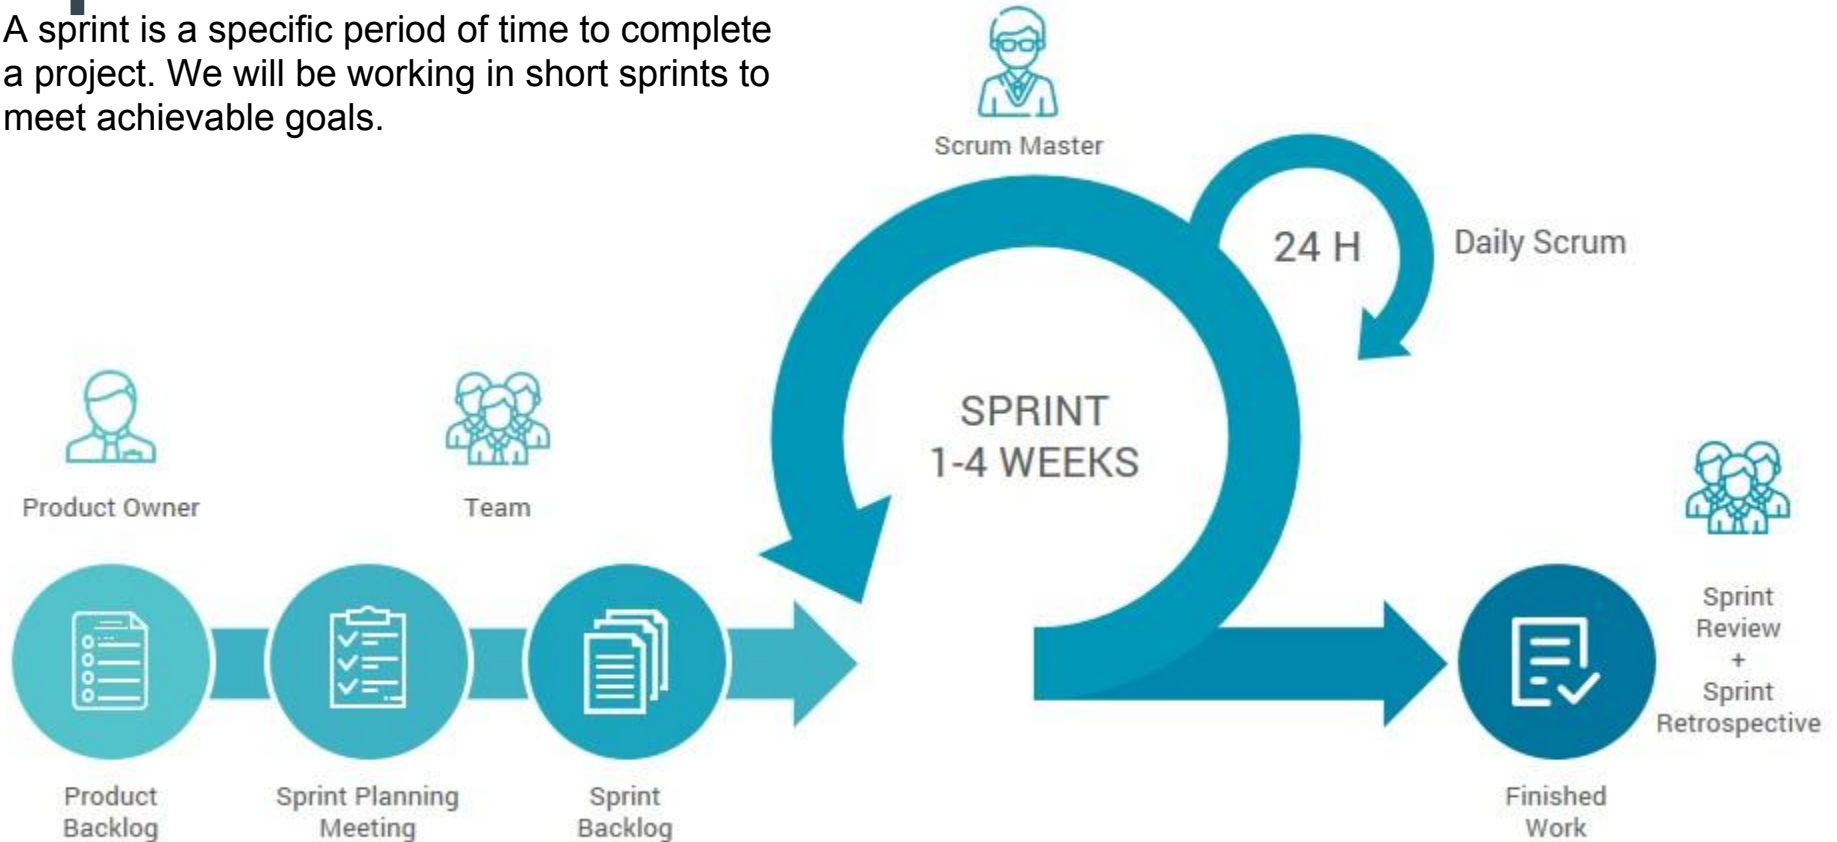 A sprint is a specific period of time to complete
a project. We will be working in short sprints to
meet achievable goals.
Scrum Master
24 H
Daily Scrum
SPRINT
1-4 WEEKS
Product Owner
Team
Sprint
Review
+
Sprint
Retrospective
Product
Backlog
Sprint Planning
Meeting
Sprint
Backlog
Finished
Work